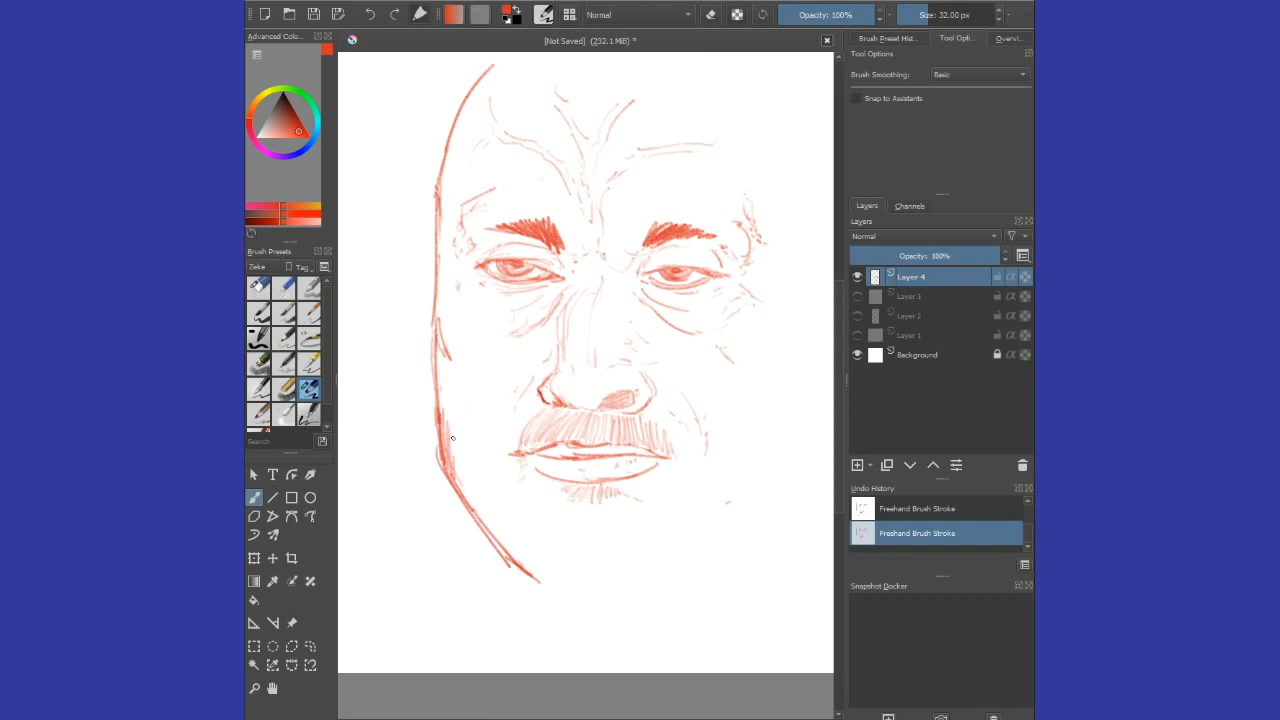 Normal
Opacity: 100%
Size: 32.00 px
Advanced Colo...
[Not Saved] (232.1 MiB) *
Brush Preset Hist...
Tool Opti...
Overvi...
Tool Options
Brush Smoothing:
Basic
Snap to Assistants
Layers
Channels
Layers
Normal
Opacity: 100%
Layer 4
Layer 3
Layer 2
Layer 1
Background
Brush Presets
Zeke
Tag
Search
Undo History
Freehand Brush Stroke
Freehand Brush Stroke
Snapshot Docker